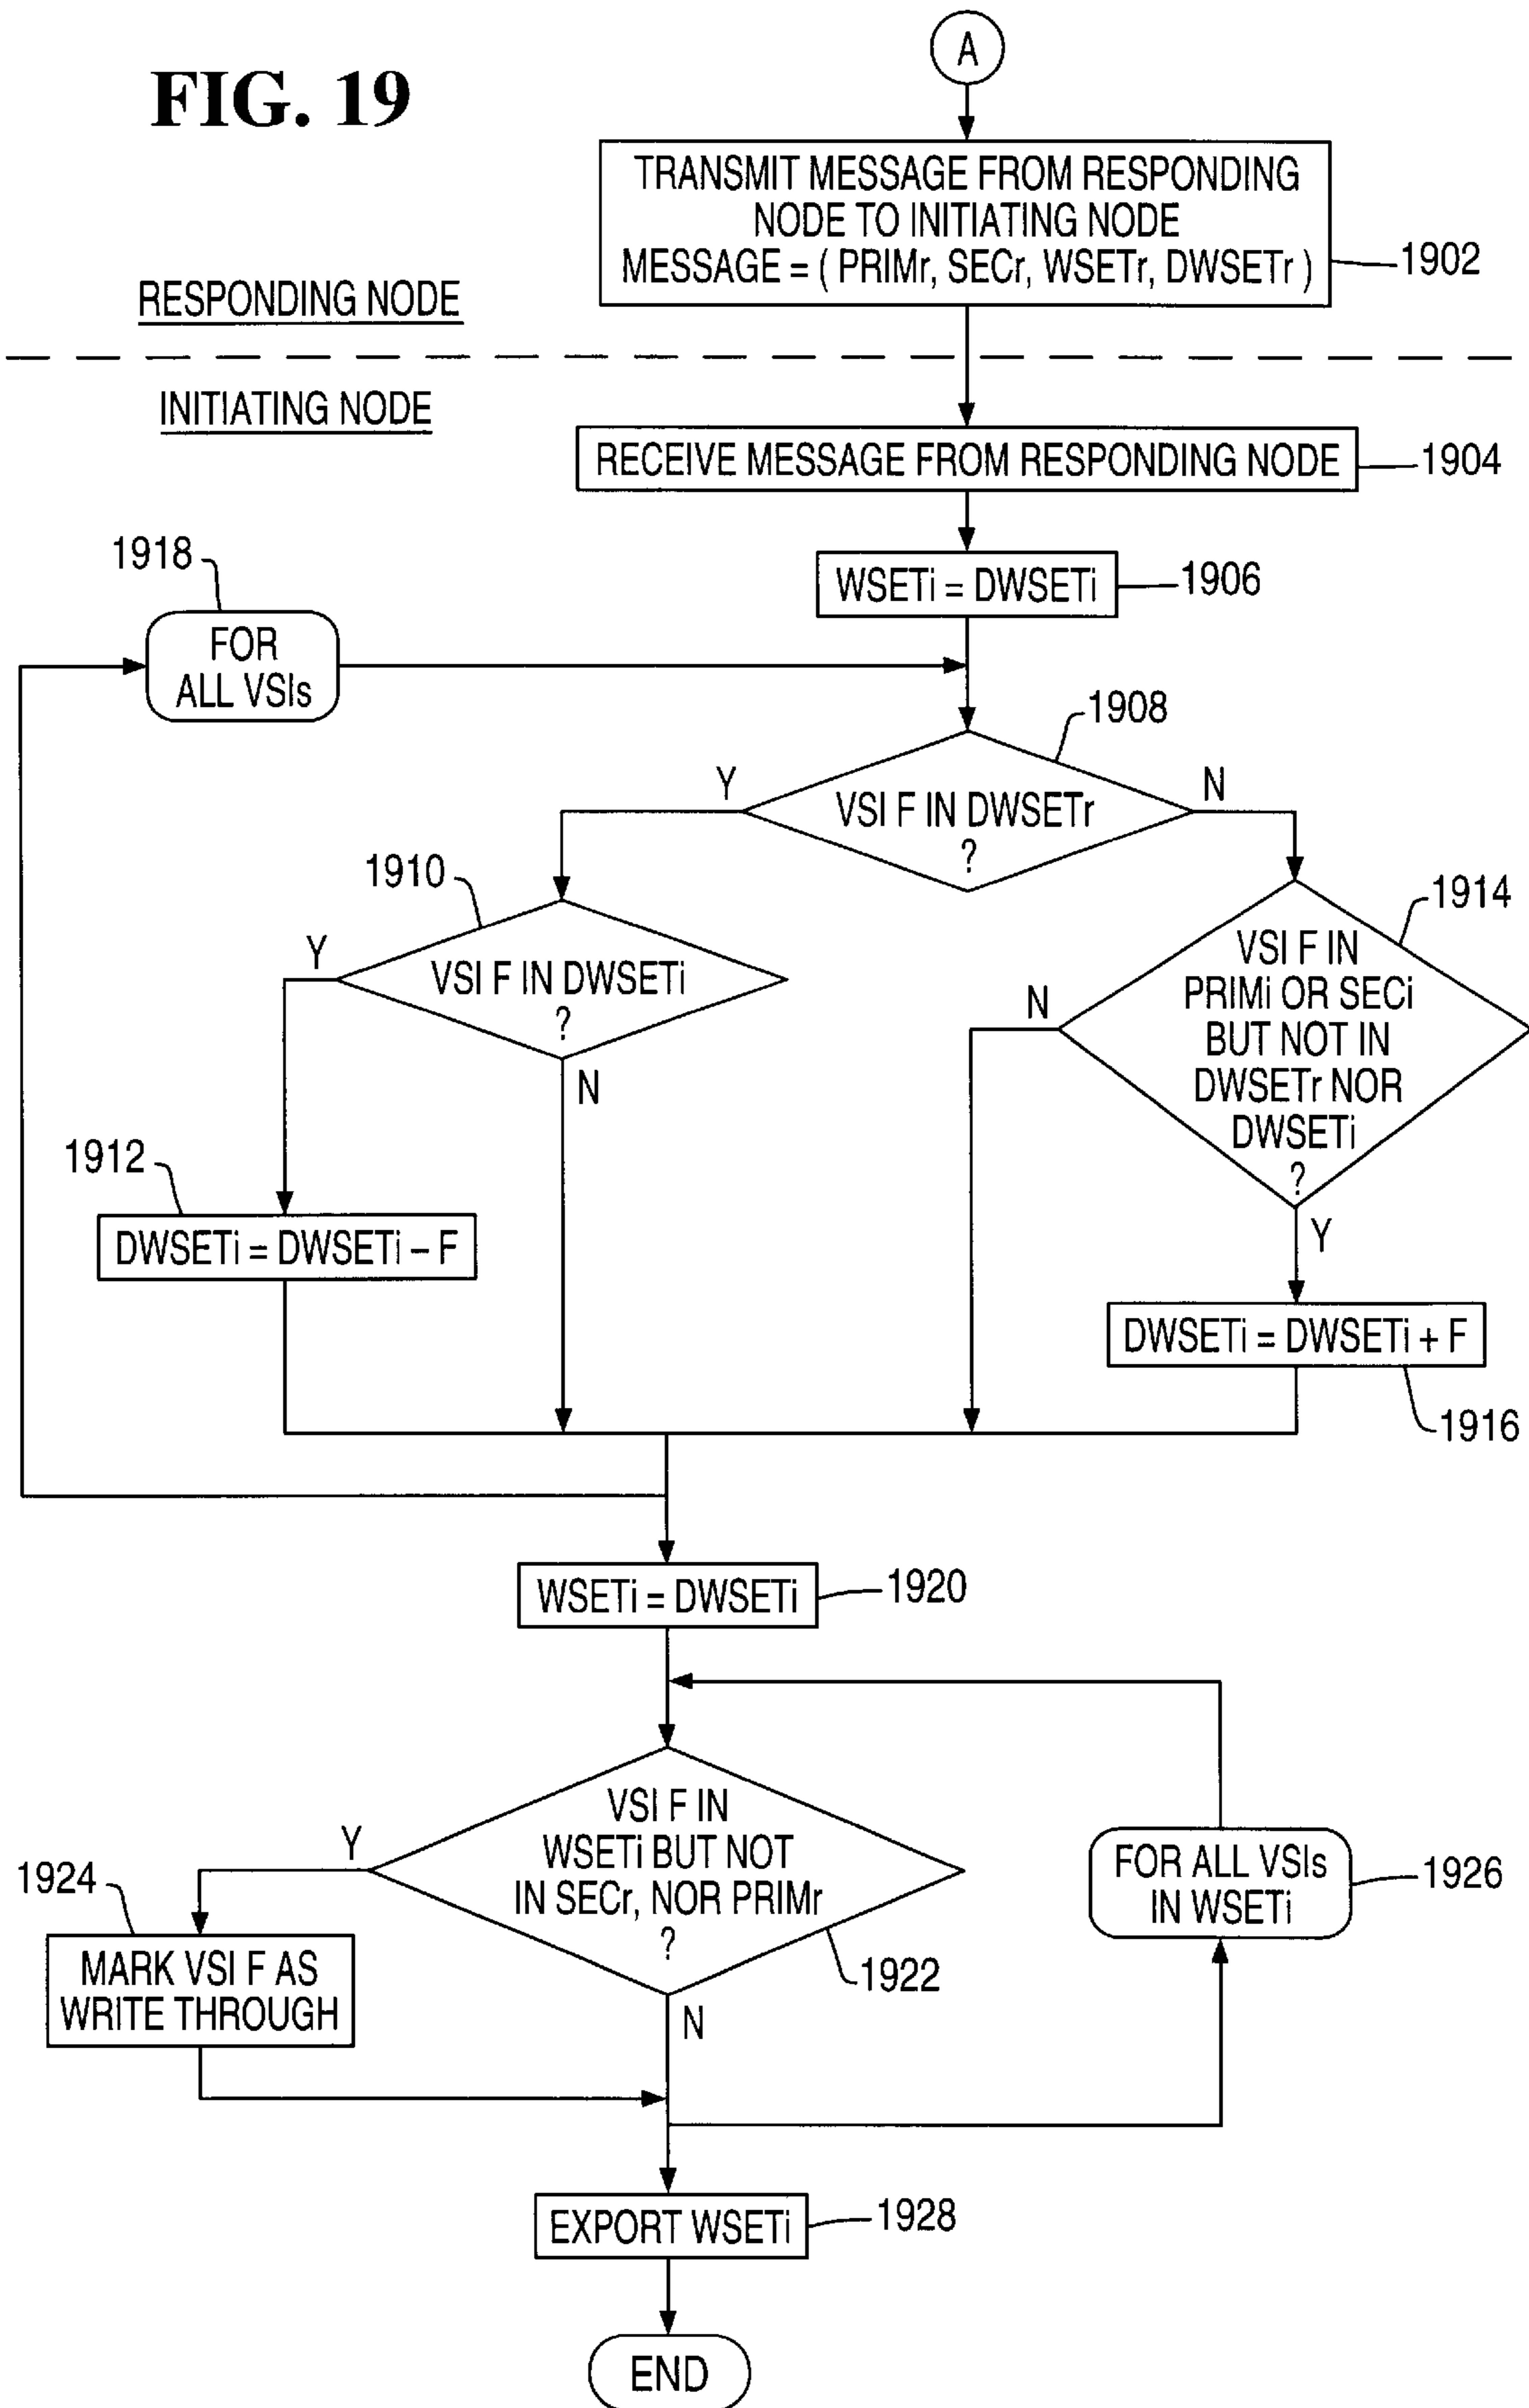 FIG. 19
A
TRANSMIT MESSAGE FROM RESPONDING
NODE TO INITIATING NODE
MESSAGE = ( PRIMr, SECr, WSETr, DWSETr )
1902
RESPONDING NODE
INITIATING NODE
RECEIVE MESSAGE FROM RESPONDING NODE
1904
WSETi = DWSETi
1906
1918
FOR
ALL VSIs
1908
VSI F IN DWSETr
?
Y
N
1910
VSI F IN DWSETi
?
Y
N
1914
VSI F IN
PRIMi OR SECi
BUT NOT IN
DWSETr NOR
DWSETi
?
N
Y
1912
DWSETi = DWSETi – F
DWSETi = DWSETi + F
1916
WSETi = DWSETi
1920
VSI F IN
WSETi BUT NOT
IN SECr, NOR PRIMr
?
1922
Y
N
1924
MARK VSI F AS
WRITE THROUGH
FOR ALL VSIs
IN WSETi
1926
EXPORT WSETi
1928
END